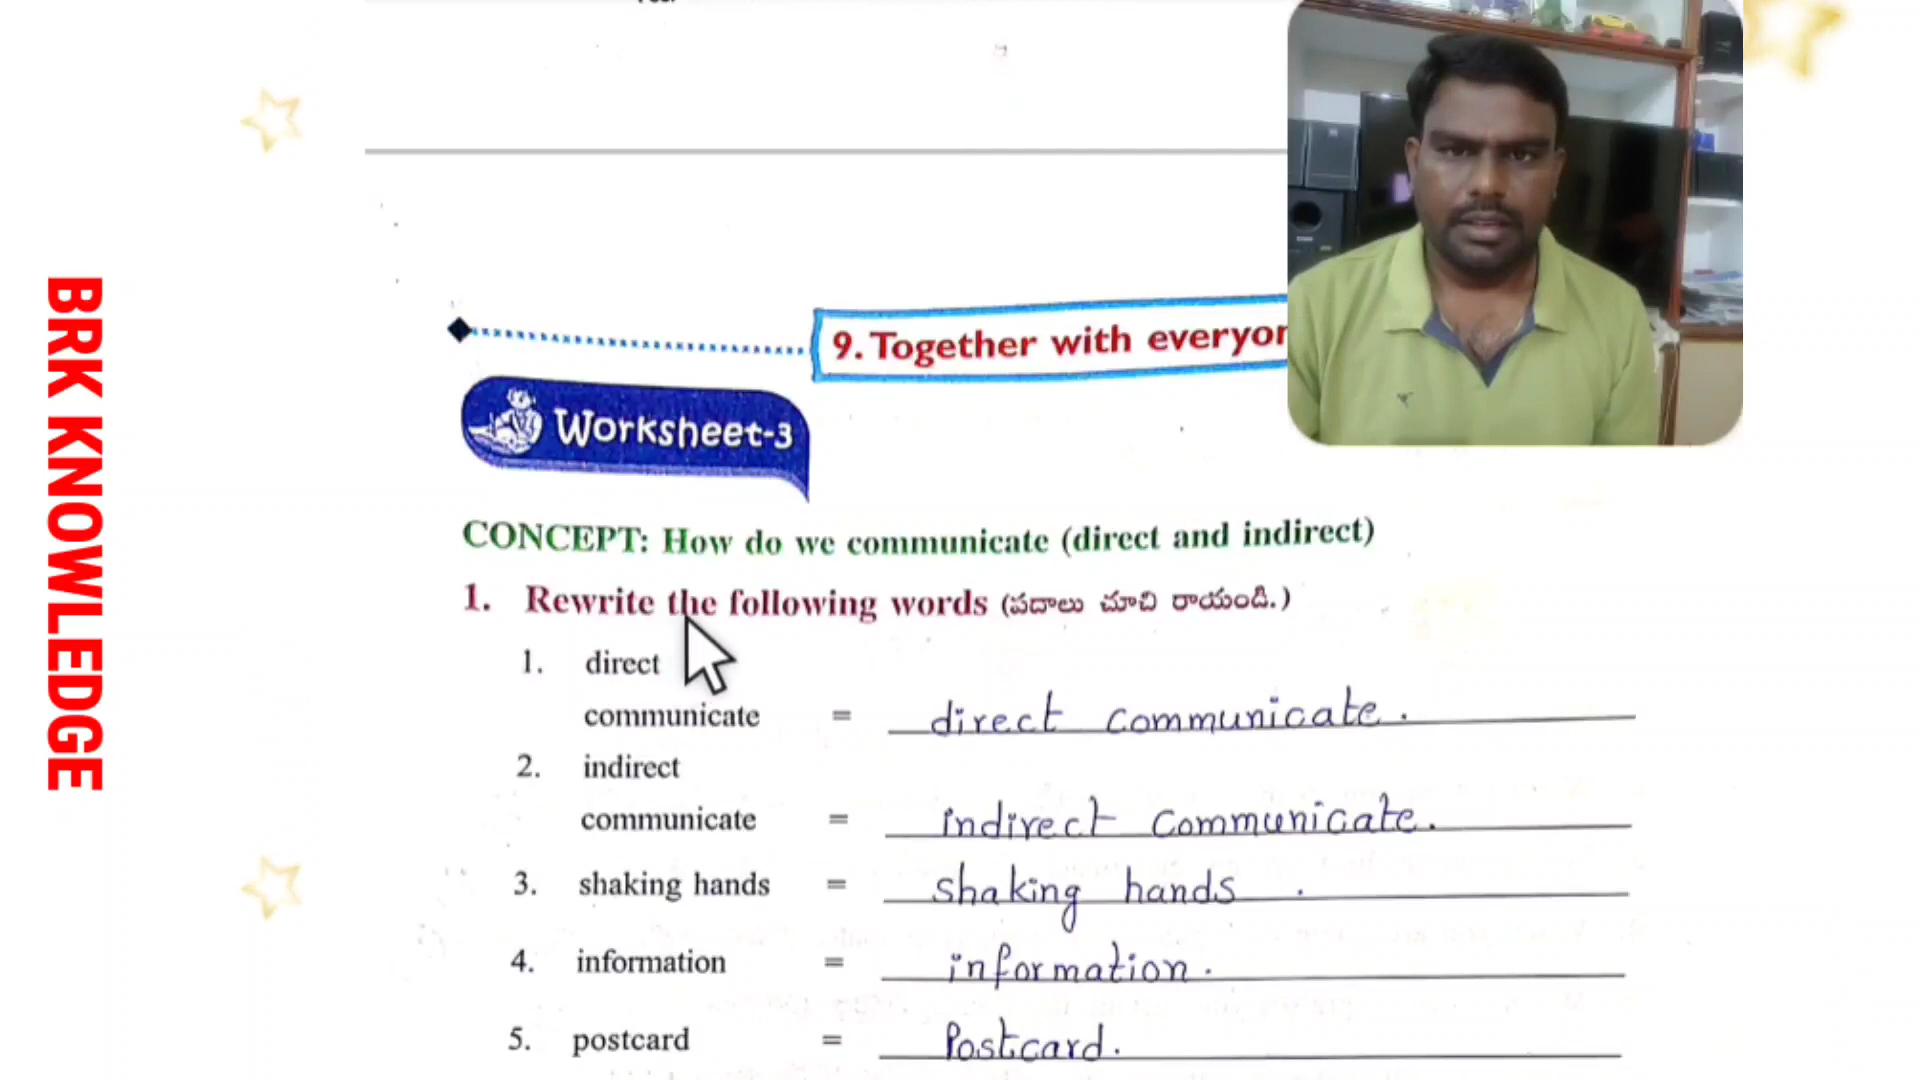 BRK KNOWLEDGE
9. Together with everyon
Worksheet-3
CONCEPT: How do we communicate (direct and indirect)
1. Rewrite the following words (పదాలు చూచి రాయండి.)
1. direct
communicate = direct communicate.
2. indirect
communicate = indirect communicate.
3. shaking hands = shaking hands .
4. information = information.
5. postcard = Postcard.